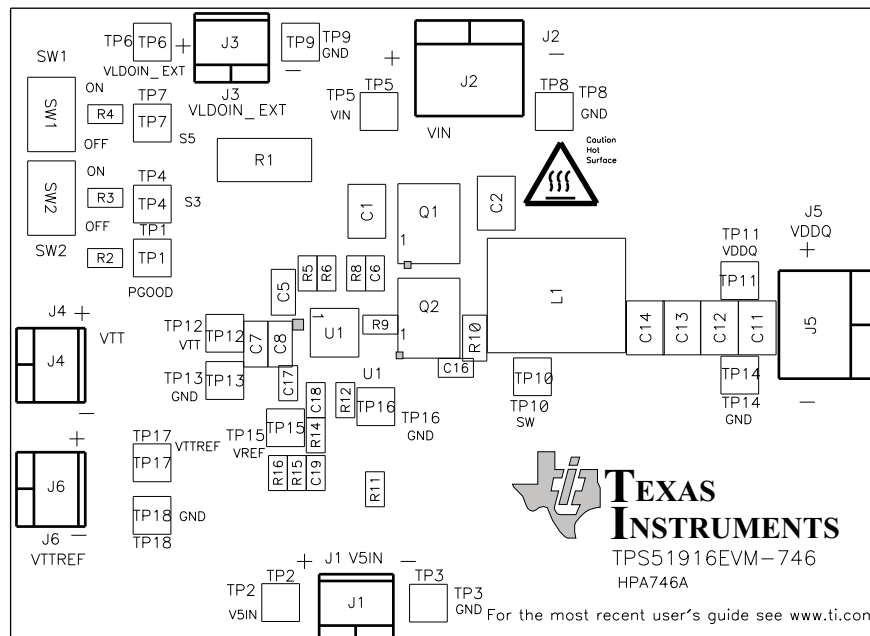 TP6
TP6
VLDOIN_EXT
+
J3
J3
VLDOIN_EXT
−
TP9
TP9
GND
+
J2
J2
−
VIN
TP5
TP5
VIN
TP8
TP8
GND
Caution
Hot
Surface
SW1
SW1
ON
R4
OFF
TP7
TP7
S5
SW2
SW2
ON
R3
OFF
TP4
TP4
S3
R2
TP1
TP1
PGOOD
R1
C1
Q1
1
C2
L1
R5
R6
R8
C6
C5
Q2
1
R9
1
U1
U1
R10
C16
C7
C8
C17
TP12
TP12
VTT
TP13
TP13
GND
J4
J4
+
VTT
−
TP10
TP10
SW
C14
C13
C12
C11
TP11
VDDQ
TP11
TP14
TP14
GND
J5
VDDQ
+
J5
−
C18
R12
R14
TP16
TP16
GND
TP15
TP15
VREF
R16
R15
C19
R11
+
J6
J6
−
VTTREF
TP17
VTTREF
TP17
TP18
GND
TP18
TEXAS
INSTRUMENTS
TPS51916EVM−746
HPA746A
+
J1 V5IN
−
J1
TP2
TP2
V5IN
TP3
TP3
GND
For the most recent user's guide see www.ti.com